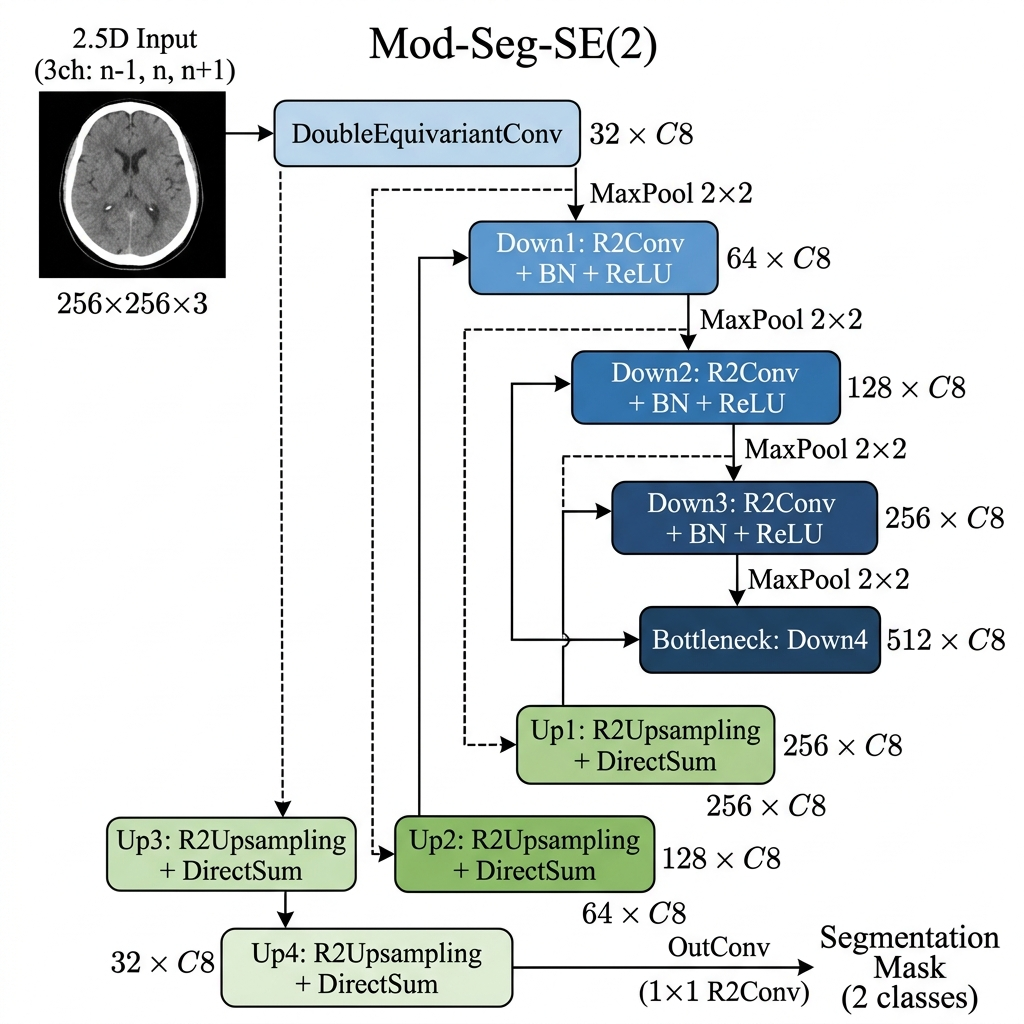 Mod-Seg-SE(2)
2.5D Input
(3ch: n-1, n, n+1)
256×256×3
DoubleEquivariantConv
32 × C8
MaxPool 2×2
Down1: R2Conv
+ BN + ReLU
64 × C8
MaxPool 2×2
Down2: R2Conv
+ BN + ReLU
128 × C8
MaxPool 2×2
Down3: R2Conv
+ BN + ReLU
256 × C8
MaxPool 2×2
Bottleneck: Down4
512 × C8
Up1: R2Upsampling
+ DirectSum
256 × C8
256 × C8
Up3: R2Upsampling
+ DirectSum
Up2: R2Upsampling
+ DirectSum
128 × C8
64 × C8
32 × C8
Up4: R2Upsampling
+ DirectSum
OutConv
(1×1 R2Conv)
Segmentation
Mask
(2 classes)